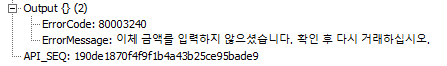 Output {} (2)
ErrorCode: 80003240
ErrorMessage: 이체 금액를 입력하지 않으셨습니다. 확인 후 다시 거래하십시오.
API_SEQ: 190de1870f4f9f1b4a43b25ce95bade9